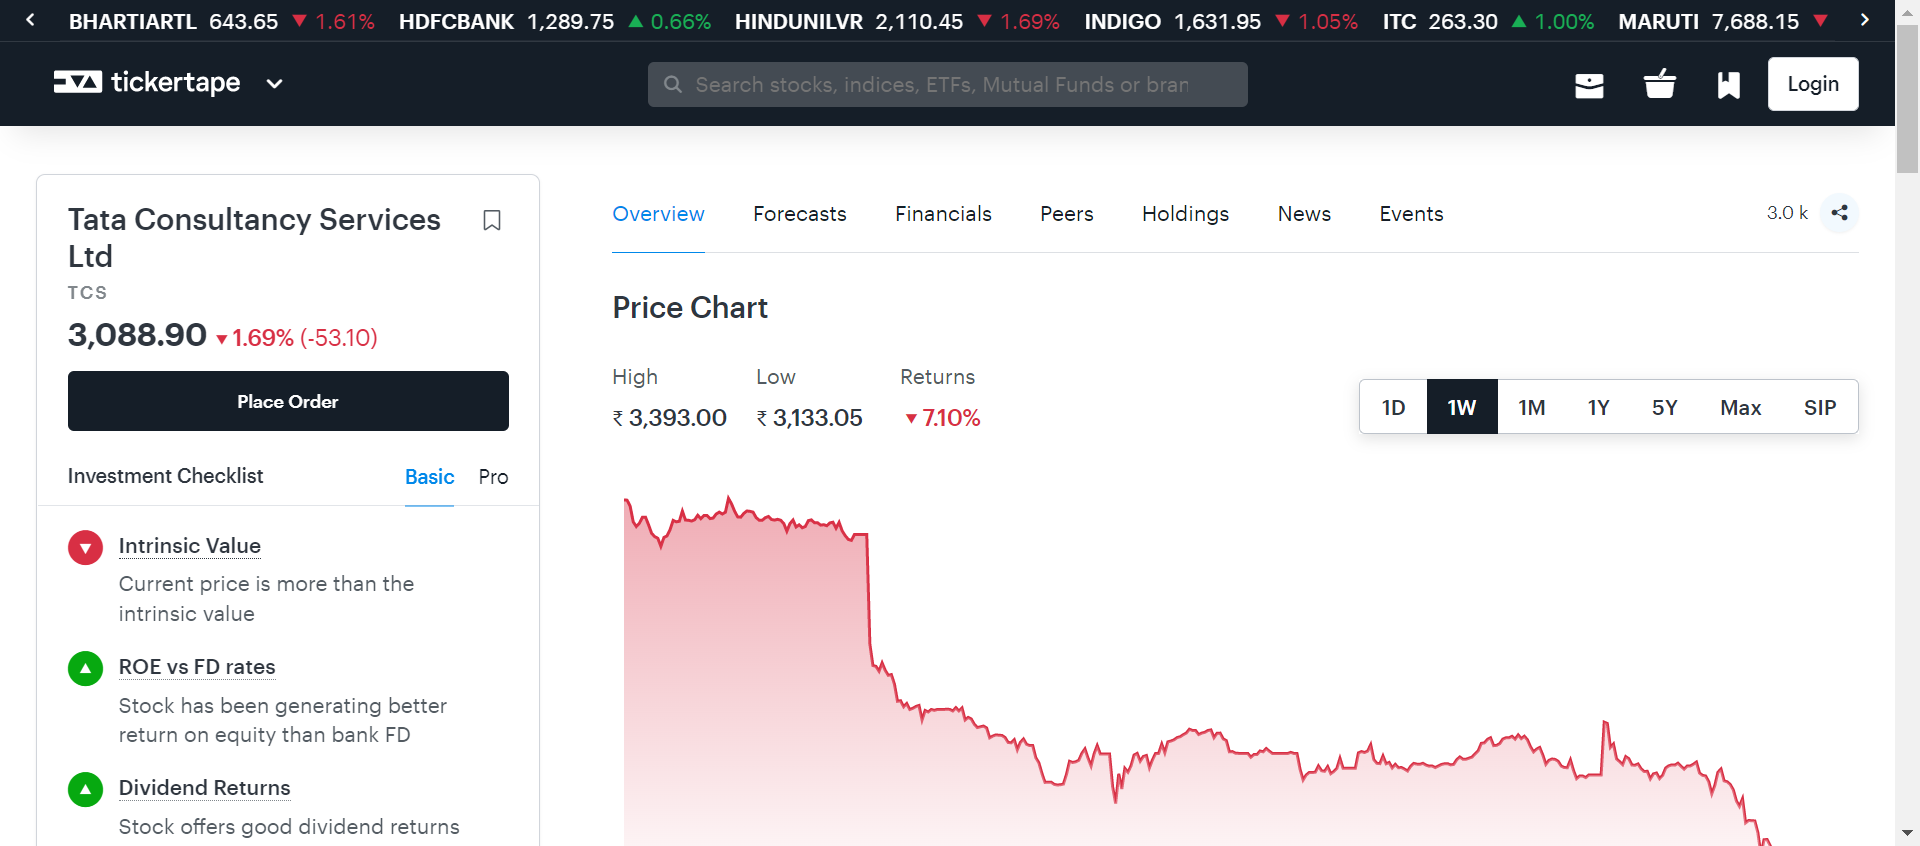 BHARTIARTL 643.65 ▼ 1.61% HDFCBANK 1,289.75 ▲ 0.66% HINDUNILVR 2,110.45 ▼ 1.69% INDIGO 1,631.95 ▼ 1.05% ITC 263.30 ▲ 1.00% MARUTI 7,688.15 ▼
tickertape
Search stocks, indices, ETFs, Mutual Funds or bran
Login
Tata Consultancy Services
Ltd
TCS
3,088.90 ▼ 1.69% (-53.10)
Place Order
Investment Checklist Basic Pro
Intrinsic Value
Current price is more than the
intrinsic value
ROE vs FD rates
Stock has been generating better
return on equity than bank FD
Dividend Returns
Stock offers good dividend returns
Overview Forecasts Financials Peers Holdings News Events 3.0 k
Price Chart
High Low Returns
₹ 3,393.00 ₹ 3,133.05 ▼ 7.10%
1D 1W 1M 1Y 5Y Max SIP